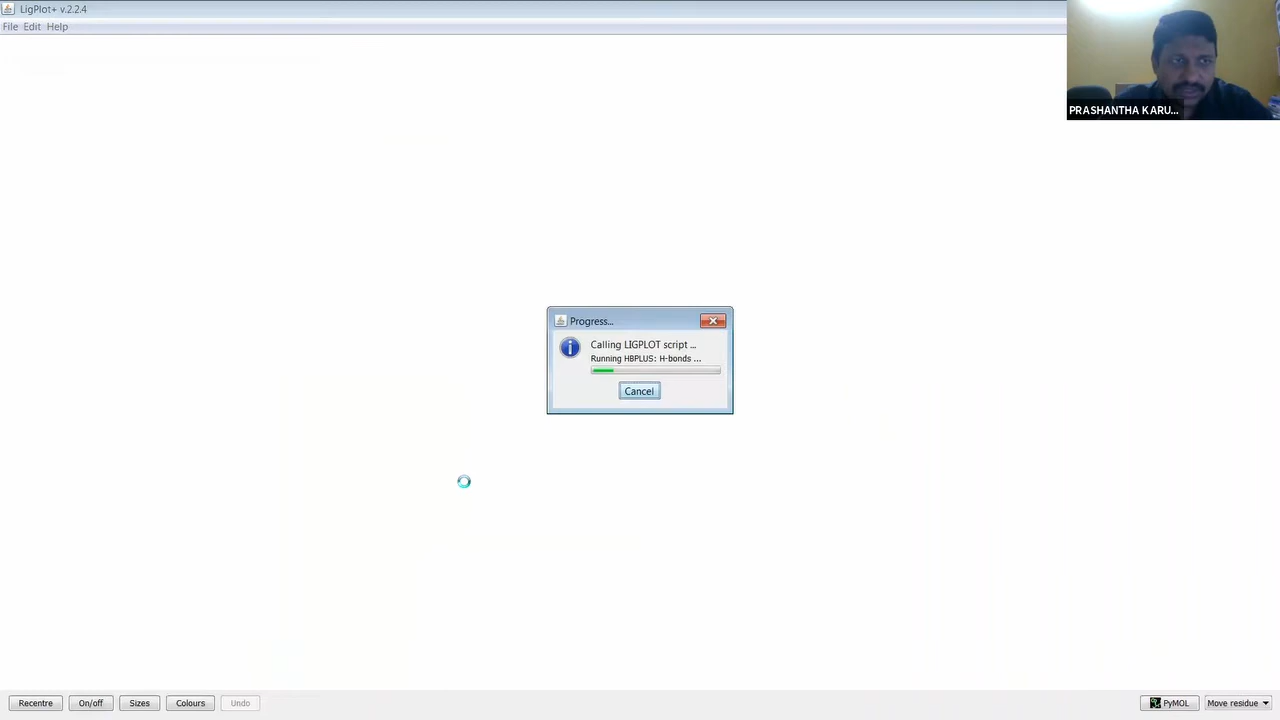 LigPlot+ v.2.2.4
File Edit Help
PRASHANTHA KARU...
Progress...
Calling LIGPLOT script ...
Running HBPLUS: H-bonds ...
Cancel
Recentre On/off Sizes Colours Undo PyMOL Move residue